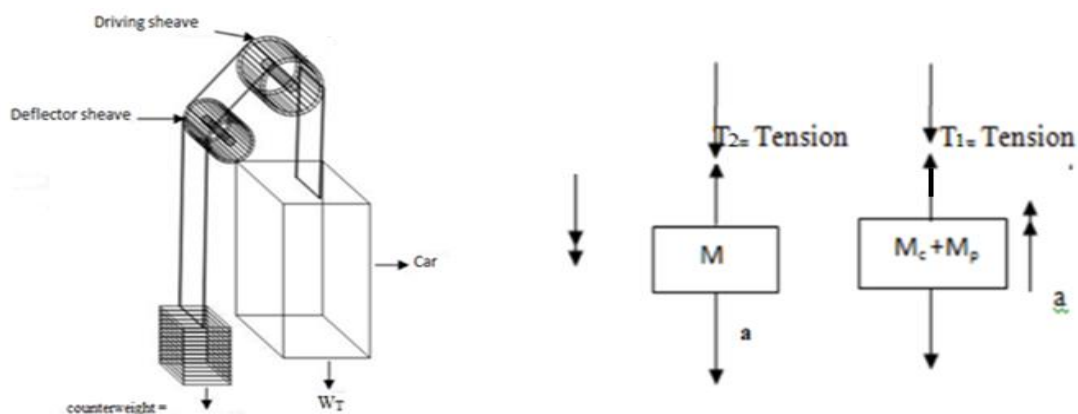 Driving sheave
Deflector sheave
Car
counterweight =
W_T
T₂= Tension
T₁= Tension
M
M_c+M_p
a
a